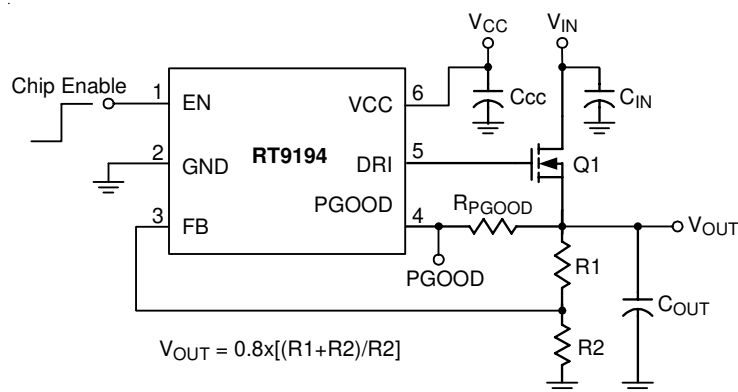 VCC
VIN
Chip Enable
1
EN
VCC
6
Ccc
CIN
2
GND
RT9194
DRI
5
Q1
PGOOD
3
FB
4
RPGOOD
VOUT
PGOOD
R1
COUT
VOUT = 0.8x[(R1+R2)/R2]
R2